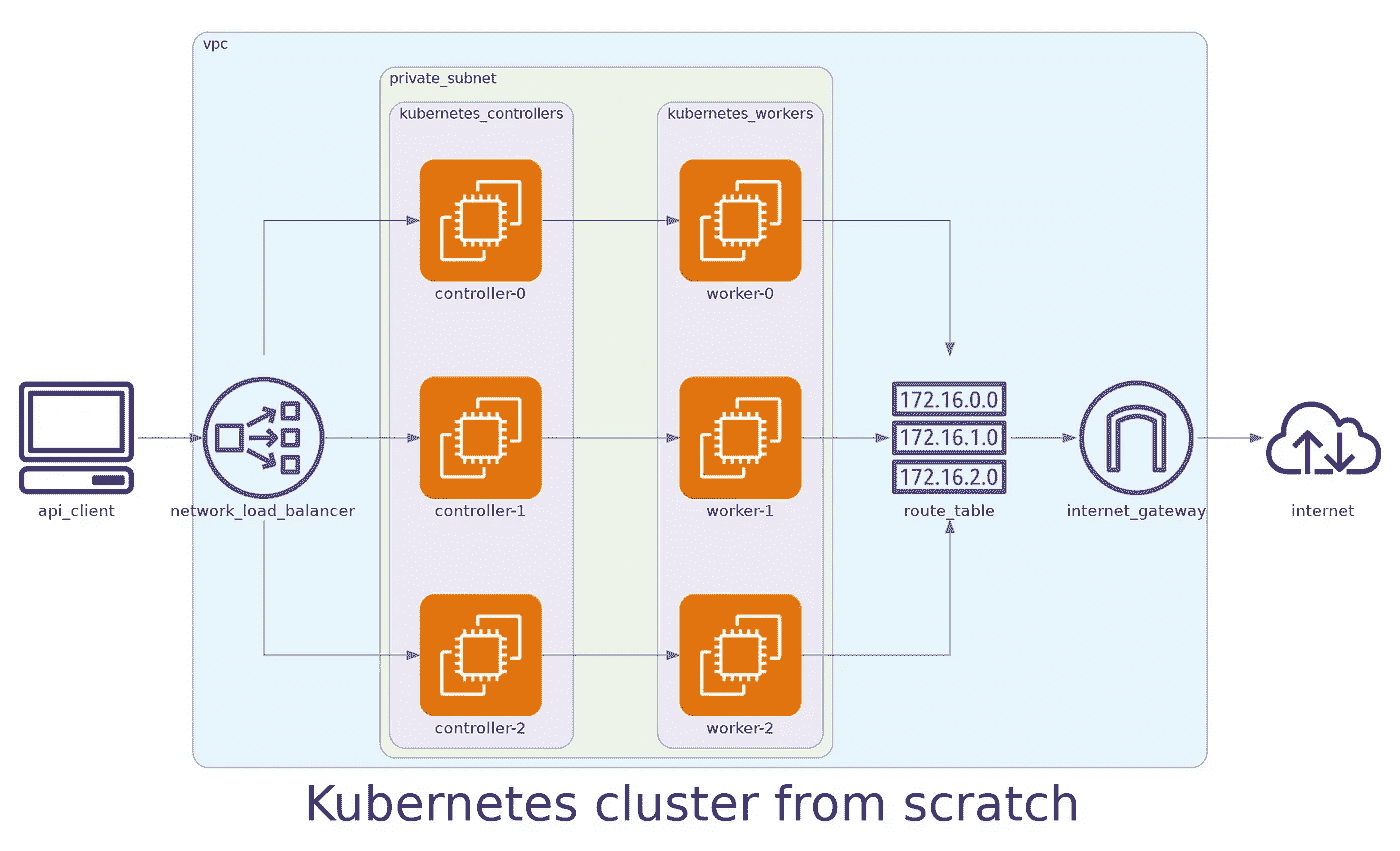 vpc
private_subnet
kubernetes_controllers
kubernetes_workers
controller-0
worker-0
172.16.0.0
172.16.1.0
172.16.2.0
api_client
network_load_balancer
controller-1
worker-1
route_table
internet_gateway
internet
controller-2
worker-2
Kubernetes cluster from scratch